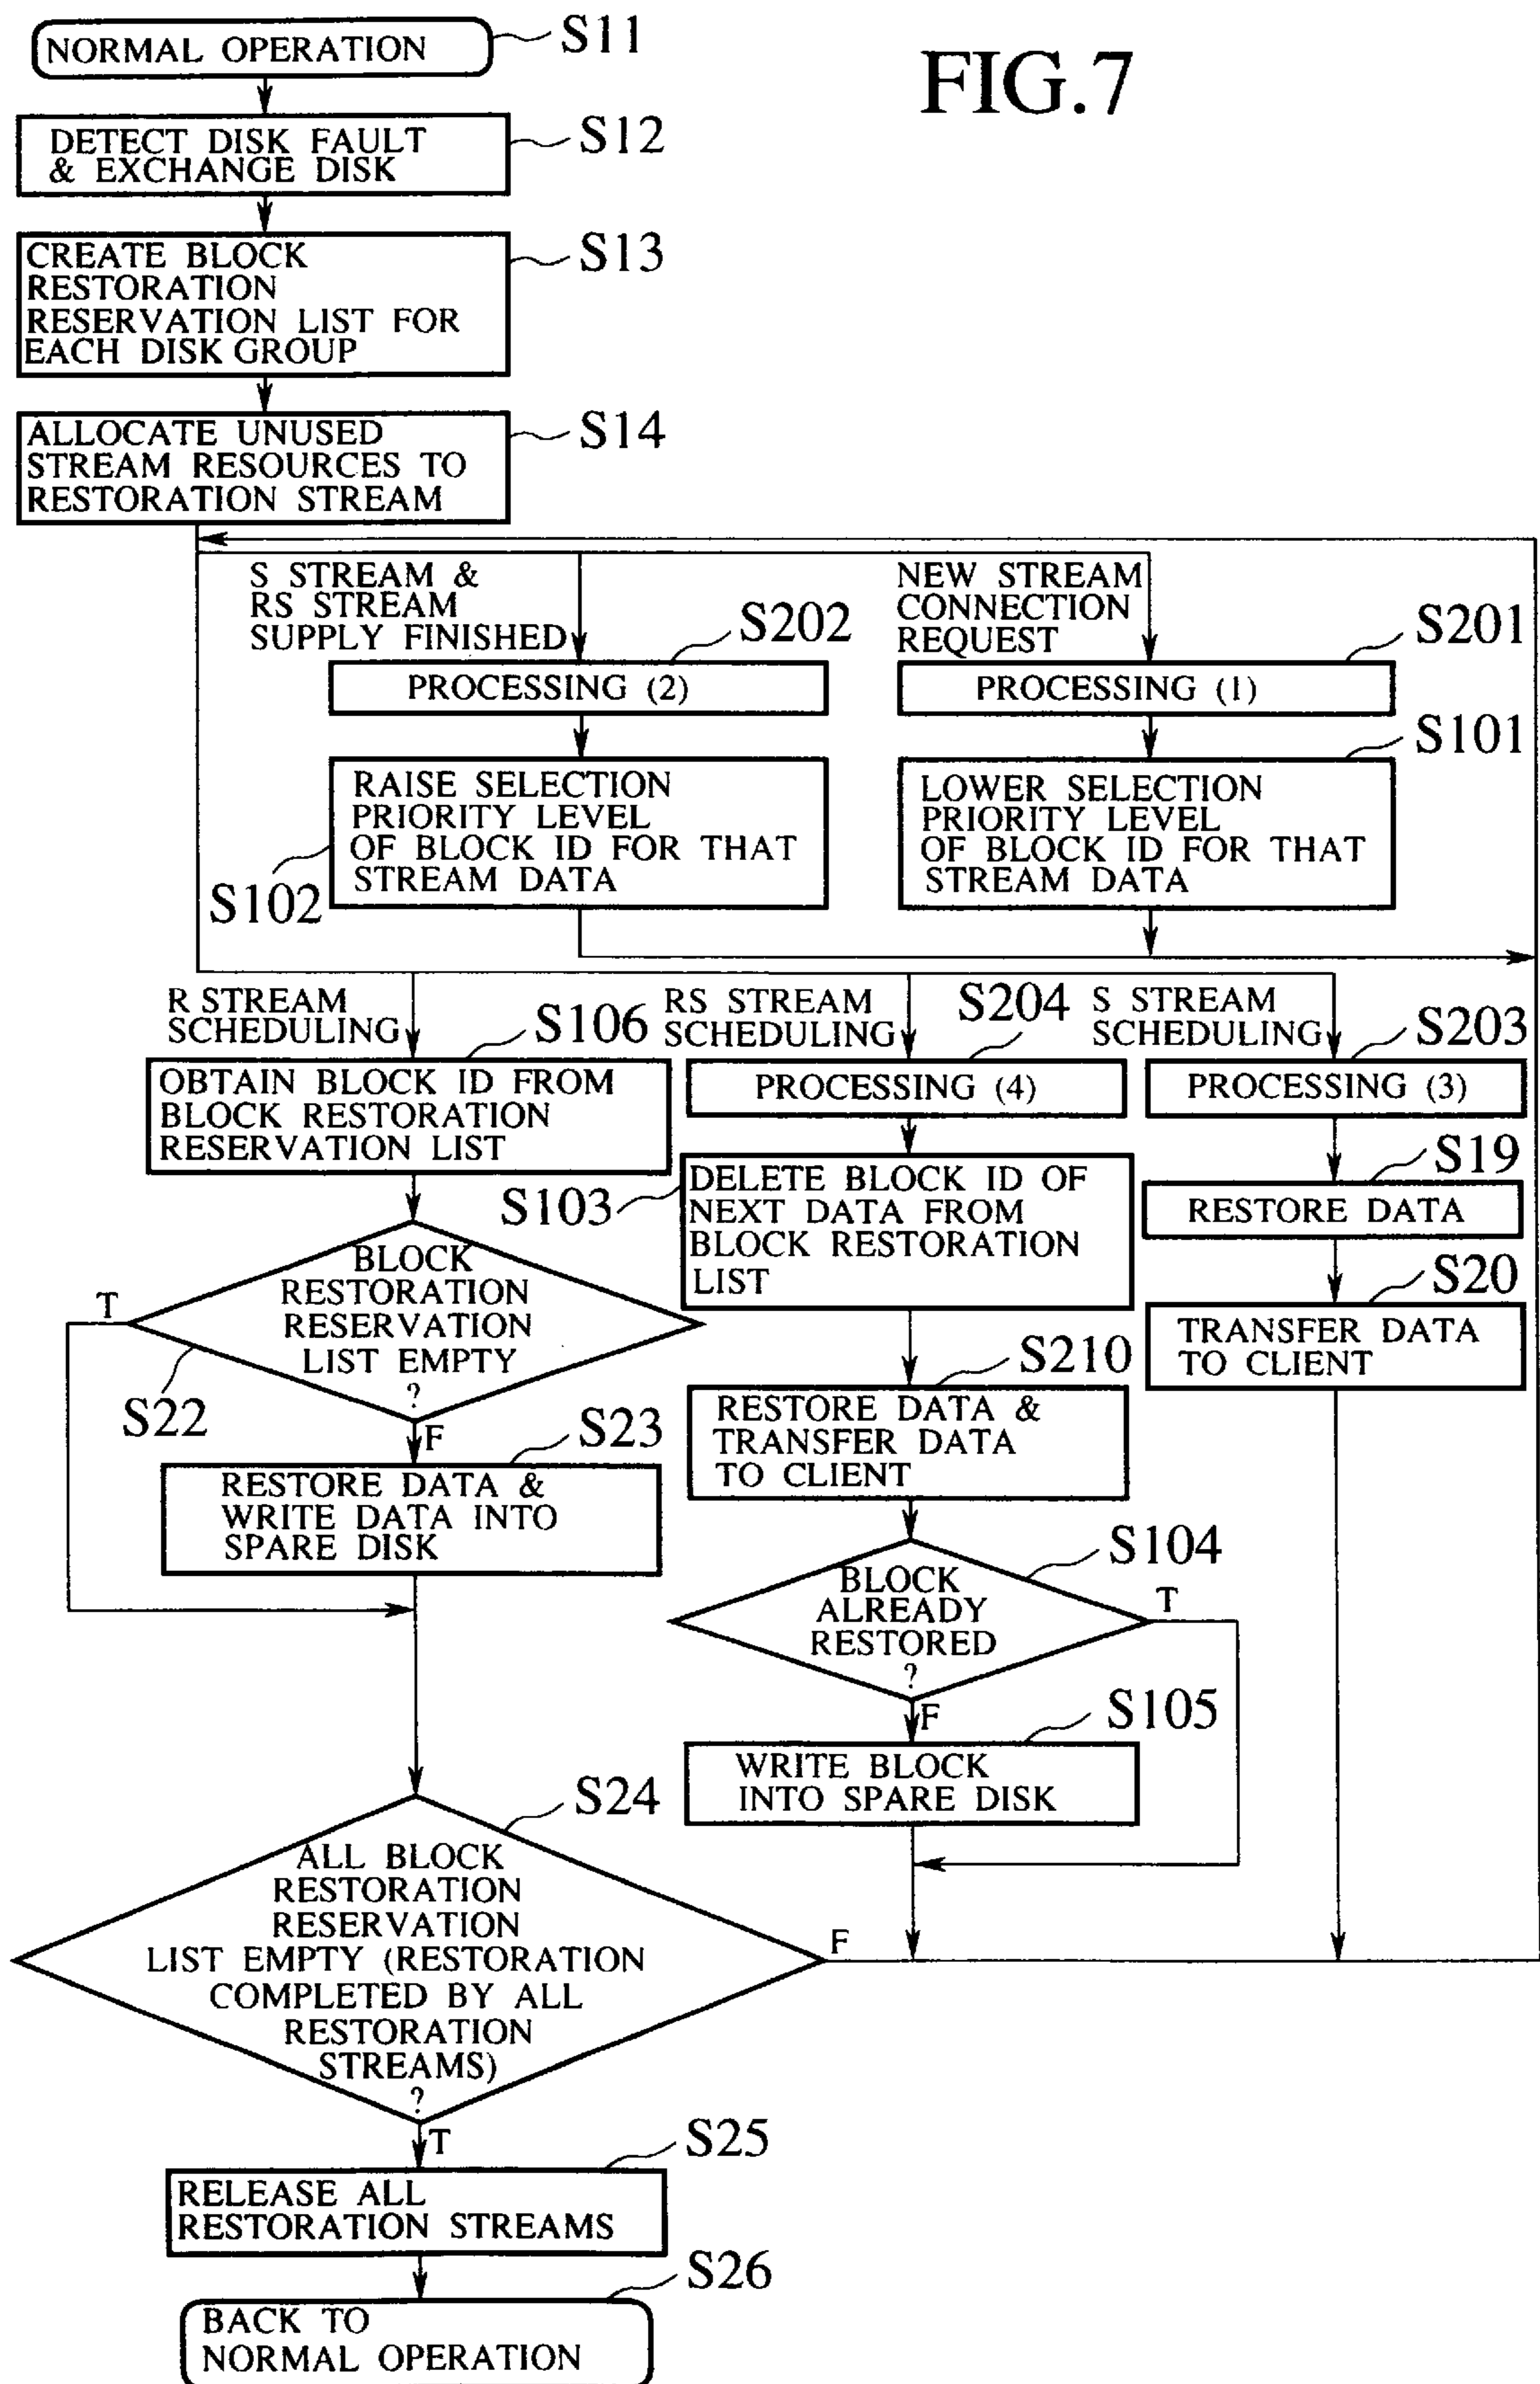 FIG.7
NORMAL OPERATION
S11
DETECT DISK FAULT
& EXCHANGE DISK
S12
CREATE BLOCK
RESTORATION
RESERVATION LIST FOR
EACH DISK GROUP
S13
ALLOCATE UNUSED
STREAM RESOURCES TO
RESTORATION STREAM
S14
S STREAM &
RS STREAM
SUPPLY FINISHED
S202
PROCESSING (2)
RAISE SELECTION
PRIORITY LEVEL
OF BLOCK ID FOR THAT
STREAM DATA
S102
NEW STREAM
CONNECTION
REQUEST
S201
PROCESSING (1)
S101
LOWER SELECTION
PRIORITY LEVEL
OF BLOCK ID FOR THAT
STREAM DATA
R STREAM
SCHEDULING
S106
OBTAIN BLOCK ID FROM
BLOCK RESTORATION
RESERVATION LIST
BLOCK
RESTORATION
RESERVATION
LIST EMPTY
?
T
S22
F
S23
RESTORE DATA &
WRITE DATA INTO
SPARE DISK
RS STREAM
SCHEDULING
S204
PROCESSING (4)
S103
DELETE BLOCK ID OF
NEXT DATA FROM
BLOCK RESTORATION
LIST
S210
RESTORE DATA &
TRANSFER DATA
TO CLIENT
S104
BLOCK
ALREADY
RESTORED
?
T
F
S105
WRITE BLOCK
INTO SPARE DISK
S STREAM
SCHEDULING
S203
PROCESSING (3)
S19
RESTORE DATA
S20
TRANSFER DATA
TO CLIENT
S24
ALL BLOCK
RESTORATION
RESERVATION
LIST EMPTY (RESTORATION
COMPLETED BY ALL
RESTORATION
STREAMS)
?
F
T
S25
RELEASE ALL
RESTORATION STREAMS
S26
BACK TO
NORMAL OPERATION